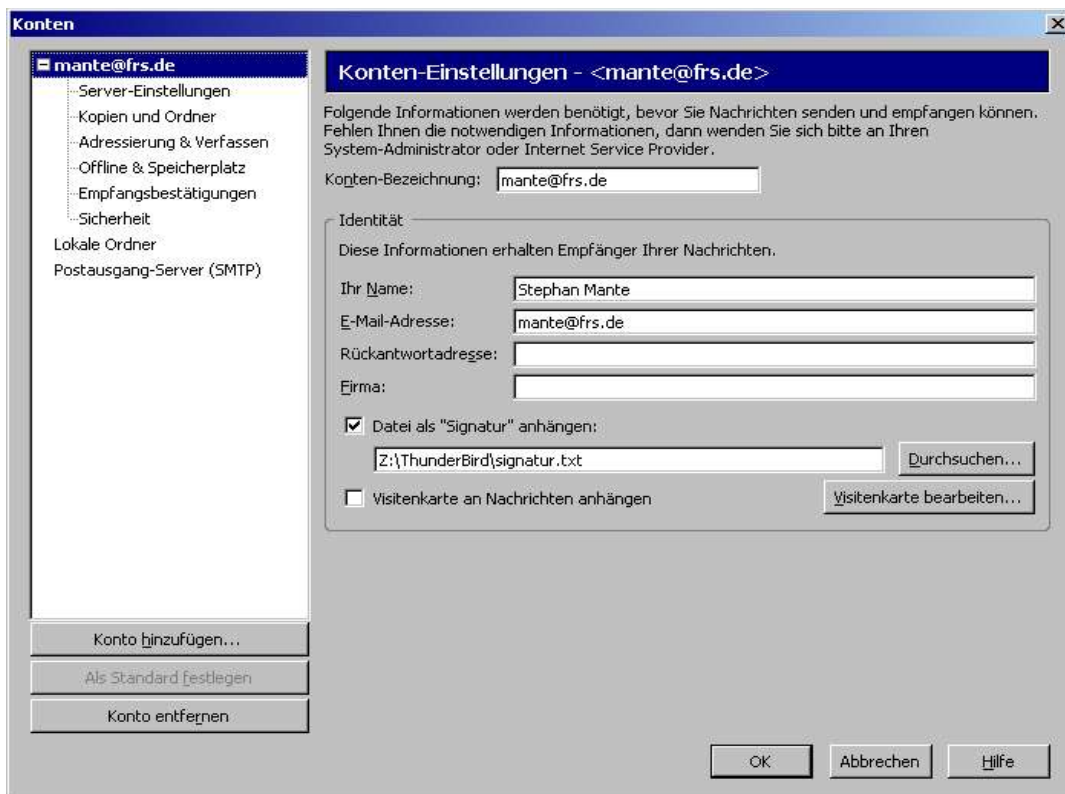 Konten
mante@frs.de
Server-Einstellungen
Kopien und Ordner
Adressierung & Verfassen
Offline & Speicherplatz
Empfangsbestätigungen
Sicherheit
Lokale Ordner
Postausgang-Server (SMTP)
Konto hinzufügen...
Als Standard festlegen
Konto entfernen
Konten-Einstellungen - <mante@frs.de>
Folgende Informationen werden benötigt, bevor Sie Nachrichten senden und empfangen können.
Fehlen Ihnen die notwendigen Informationen, dann wenden Sie sich bitte an Ihren
System-Administrator oder Internet Service Provider.
Konten-Bezeichnung: mante@frs.de
Identität
Diese Informationen erhalten Empfänger Ihrer Nachrichten.
Ihr Name: Stephan Mante
E-Mail-Adresse: mante@frs.de
Rückantwortadresse:
Firma:
Datei als "Signatur" anhängen:
Z:\ThunderBird\signatur.txt Durchsuchen...
Visitenkarte an Nachrichten anhängen Visitenkarte bearbeiten...
OK Abbrechen Hilfe